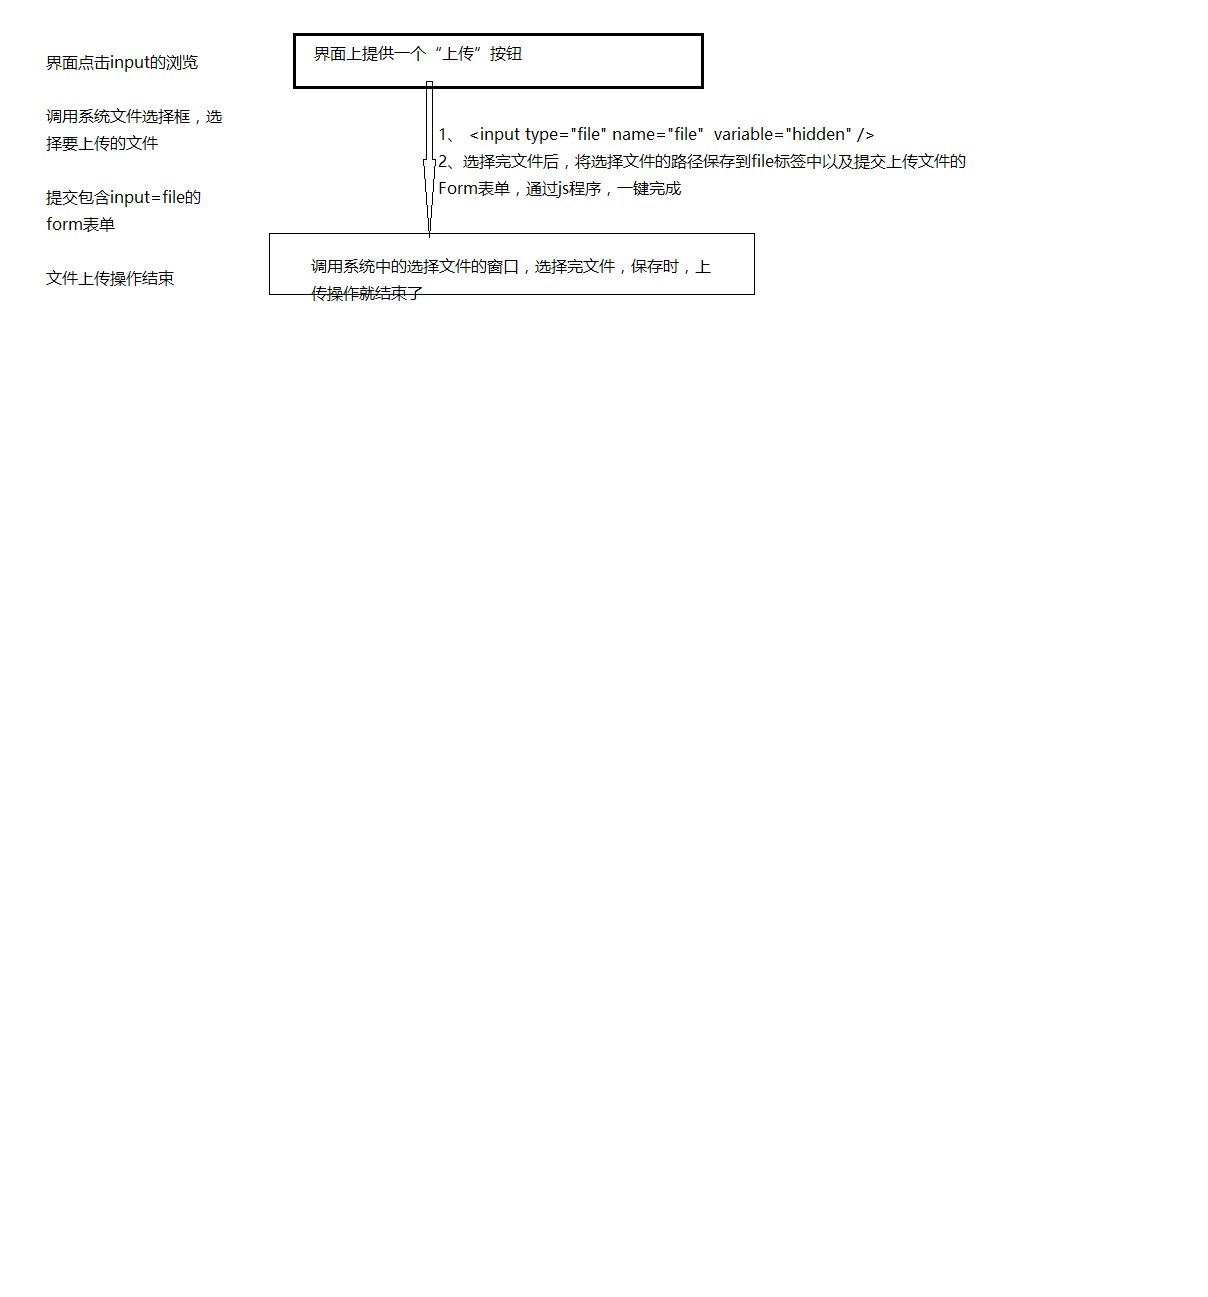 界面点击input的浏览
调用系统文件选择框，选
择要上传的文件
提交包含input=file的
form表单
文件上传操作结束
界面上提供一个“上传”按钮
1、 <input type="file" name="file"  variable="hidden" />
2、选择完文件后，将选择文件的路径保存到file标签中以及提交上传文件的
Form表单，通过js程序，一键完成
调用系统中的选择文件的窗口，选择完文件，保存时，上
传操作就结束了